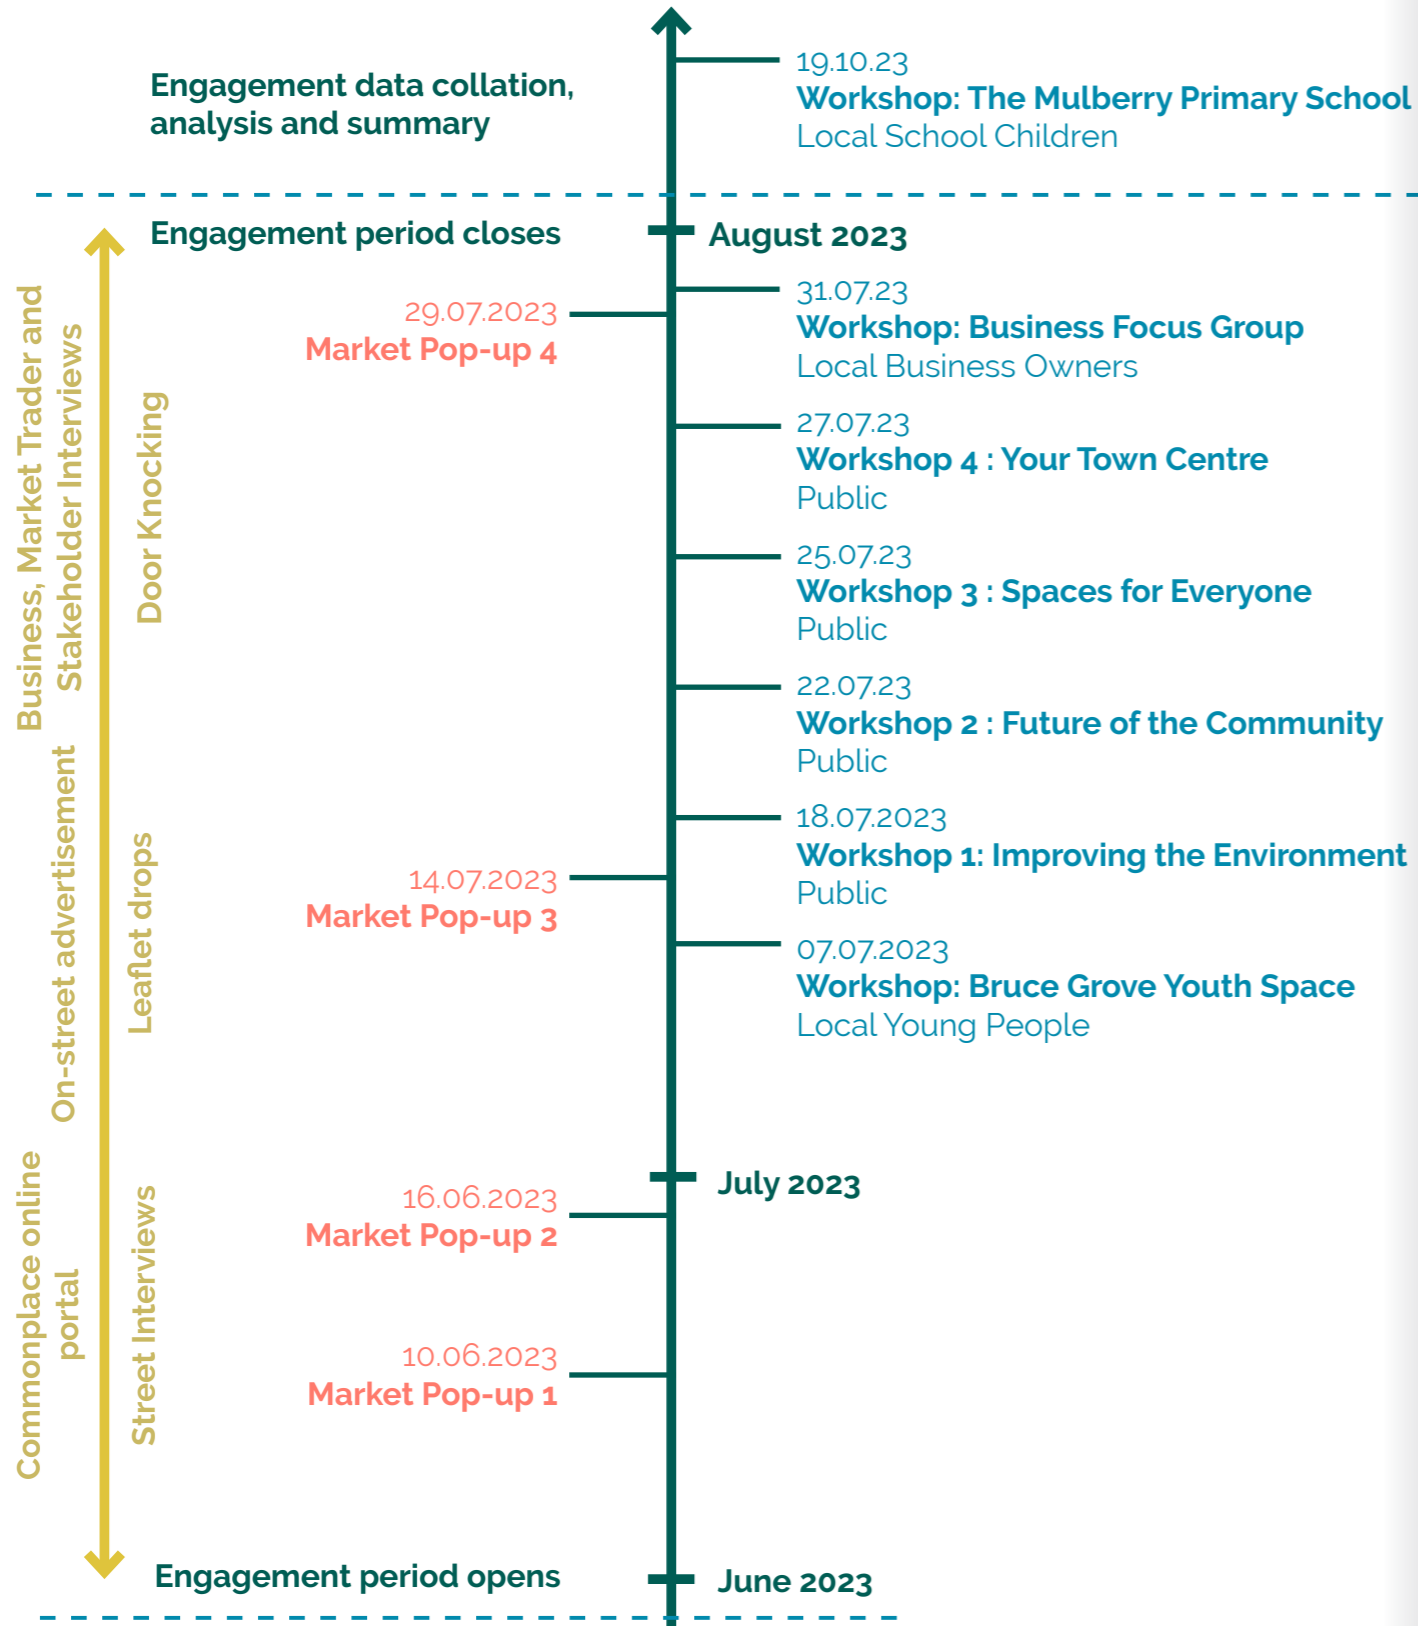 19.10.23
Workshop: The Mulberry Primary School
Local School Children
Engagement data collation,
analysis and summary
Engagement period closes
August 2023
31.07.23
Workshop: Business Focus Group
Local Business Owners
29.07.2023
Market Pop-up 4
27.07.23
Workshop 4 : Your Town Centre
Public
25.07.23
Workshop 3 : Spaces for Everyone
Public
22.07.23
Workshop 2 : Future of the Community
Public
18.07.2023
Workshop 1: Improving the Environment
Public
14.07.2023
Market Pop-up 3
07.07.2023
Workshop: Bruce Grove Youth Space
Local Young People
July 2023
16.06.2023
Market Pop-up 2
10.06.2023
Market Pop-up 1
Engagement period opens
June 2023
Business, Market Trader and
Stakeholder Interviews
Door Knocking
On-street advertisement
Leaflet drops
Commonplace online
portal
Street Interviews